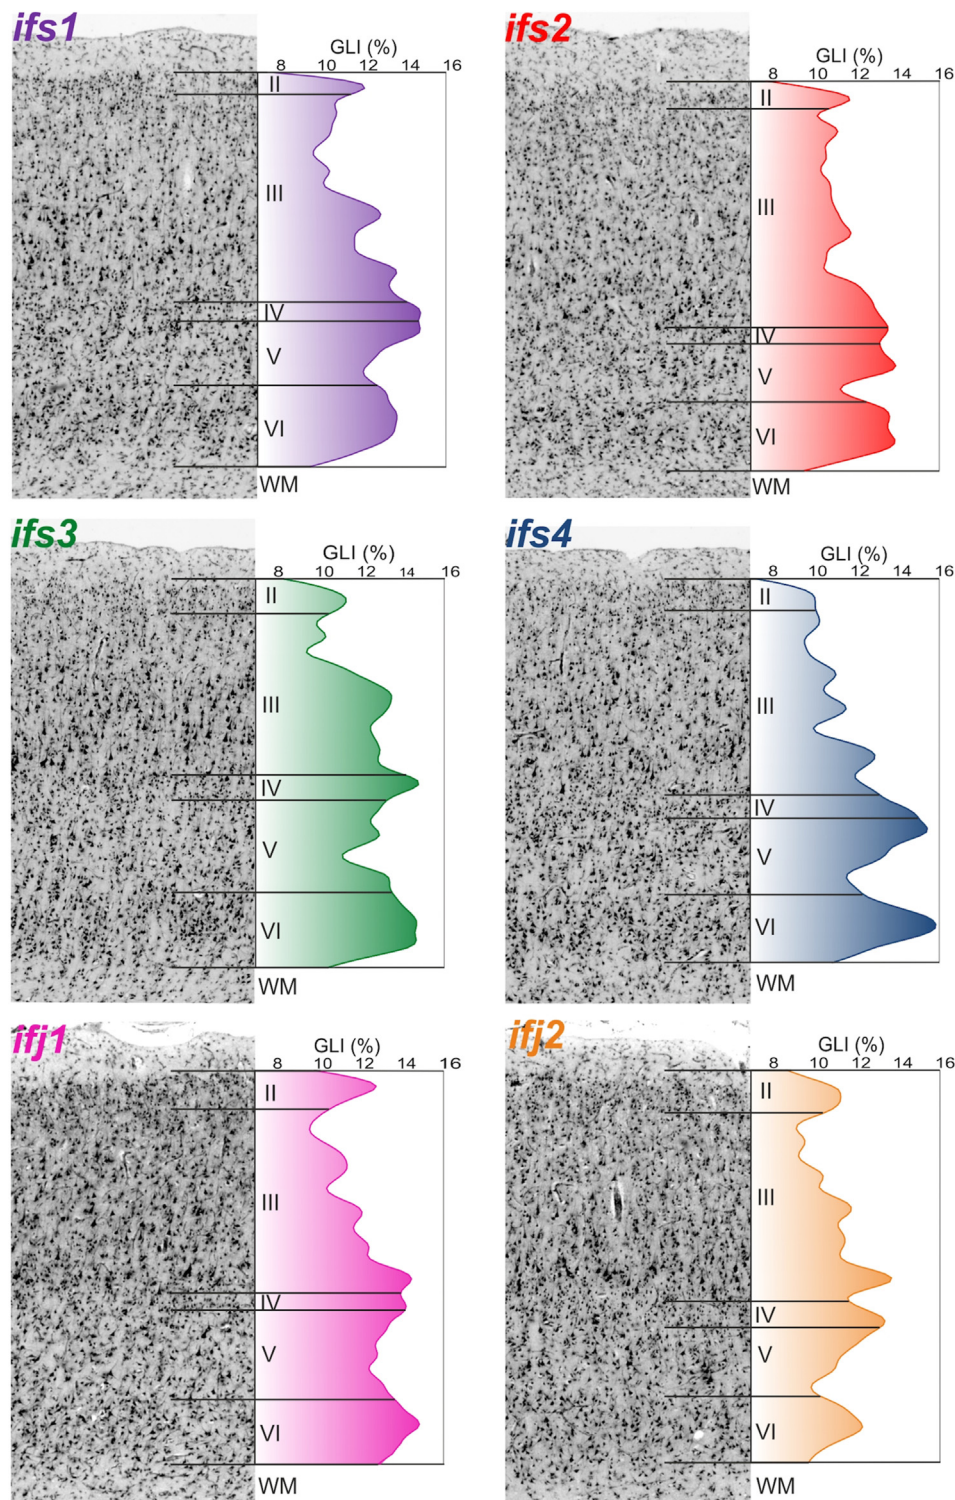 ifs1
GLI (%)
8 10 12 14 16
II
III
IV
V
VI
WM
ifs2
GLI (%)
8 10 12 14 16
II
III
IV
V
VI
WM
ifs3
GLI (%)
8 10 12 14 16
II
III
IV
V
VI
WM
ifs4
GLI (%)
8 10 12 14 16
II
III
IV
V
VI
WM
ifj1
GLI (%)
8 10 12 14 16
II
III
IV
V
VI
WM
ifj2
GLI (%)
8 10 12 14 16
II
III
IV
V
VI
WM